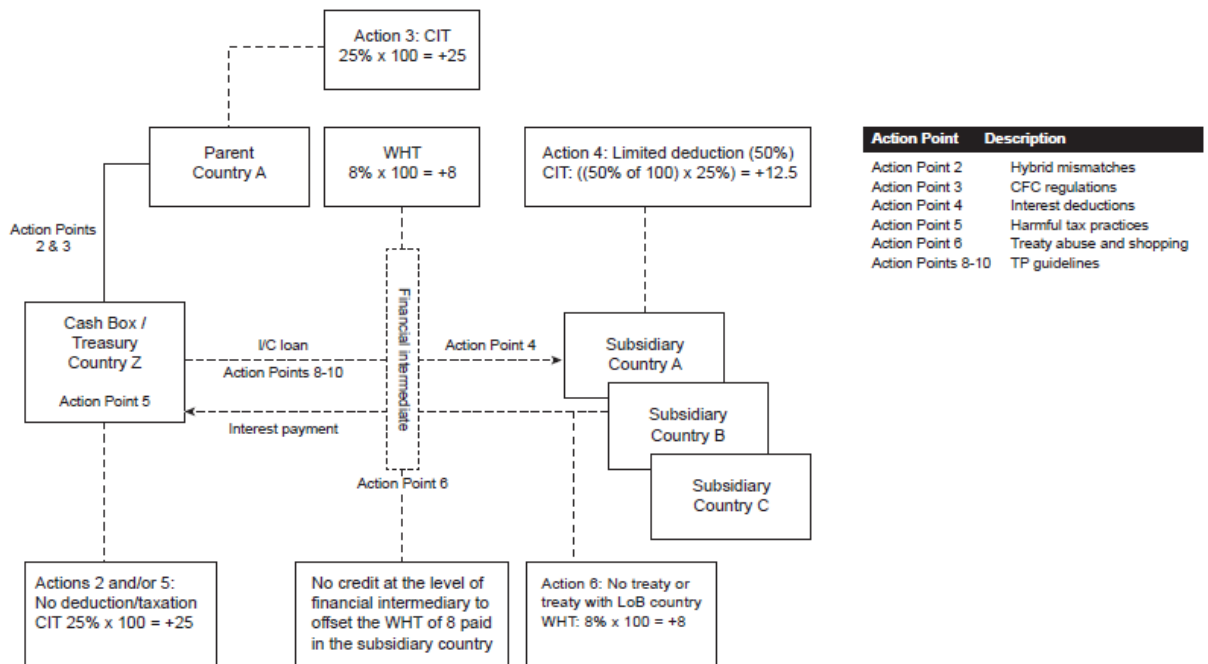 Action 3: CIT
25% x 100 = +25
Parent
Country A
WHT
8% x 100 = +8
Action 4: Limited deduction (50%)
CIT: ((50% of 100) x 25%) = +12.5
Action Point Description
Action Point 2 Hybrid mismatches
Action Point 3 CFC regulations
Action Point 4 Interest deductions
Action Point 5 Harmful tax practices
Action Point 6 Treaty abuse and shopping
Action Points 8-10 TP guidelines
Action Points
2 & 3
Cash Box /
Treasury
Country Z
Action Point 5
I/C loan
Action Points 8-10
Interest payment
Financial intermediate
Action Point 4
Action Point 6
Subsidiary
Country A
Subsidiary
Country B
Subsidiary
Country C
Actions 2 and/or 5:
No deduction/taxation
CIT 25% x 100 = +25
No credit at the level of
financial intermediary to
offset the WHT of 8 paid
in the subsidiary country
Action 6: No treaty or
treaty with LoB country
WHT: 8% x 100 = +8